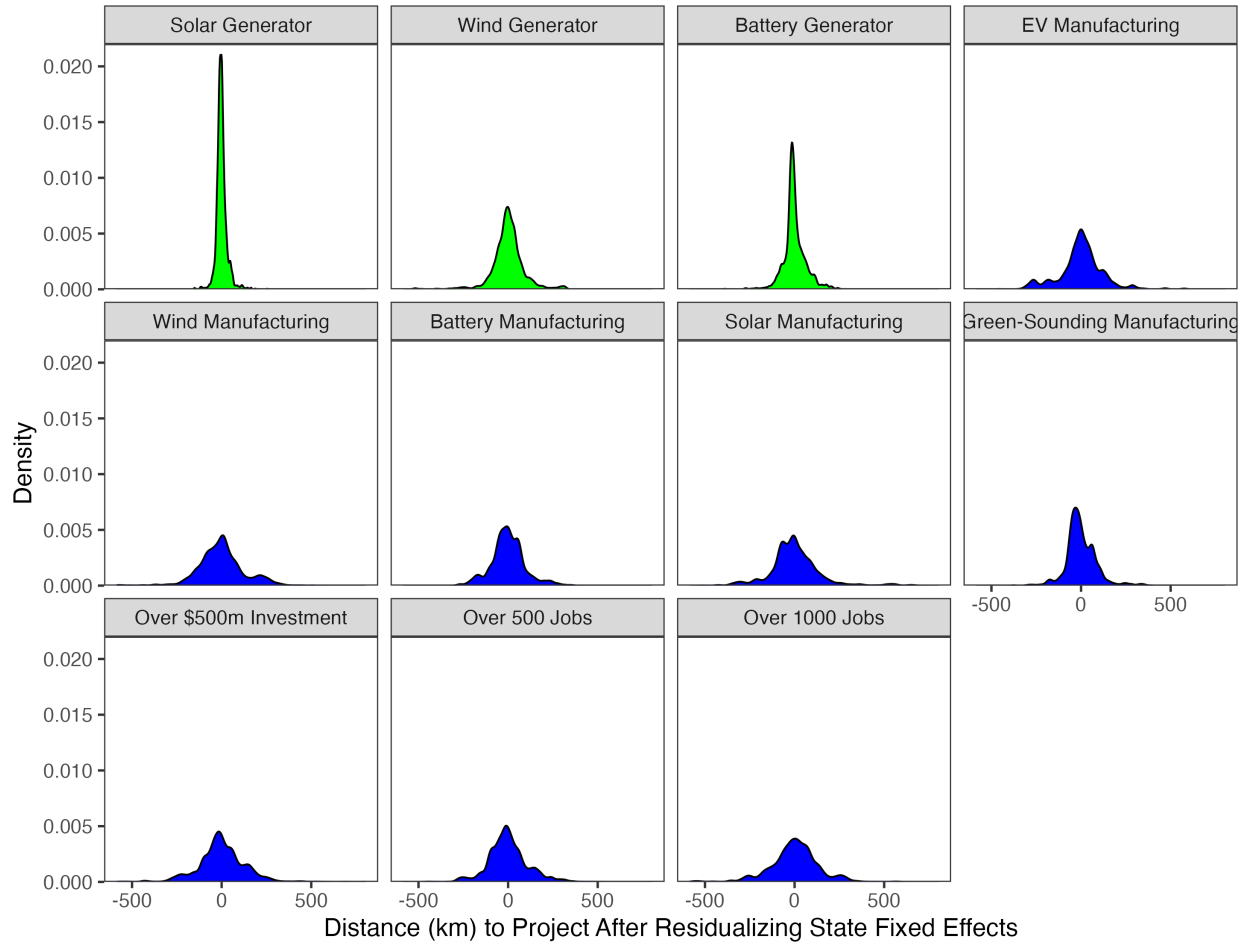 Solar Generator
Wind Generator
Battery Generator
EV Manufacturing
0.020
0.015
0.010
0.005
0.000
Wind Manufacturing
Battery Manufacturing
Solar Manufacturing
Green-Sounding Manufacturing
0.020
0.015
0.010
0.005
0.000
-500 0 500
Over $500m Investment
Over 500 Jobs
Over 1000 Jobs
0.020
0.015
0.010
0.005
0.000
-500 0 500
-500 0 500
-500 0 500
Density
Distance (km) to Project After Residualizing State Fixed Effects